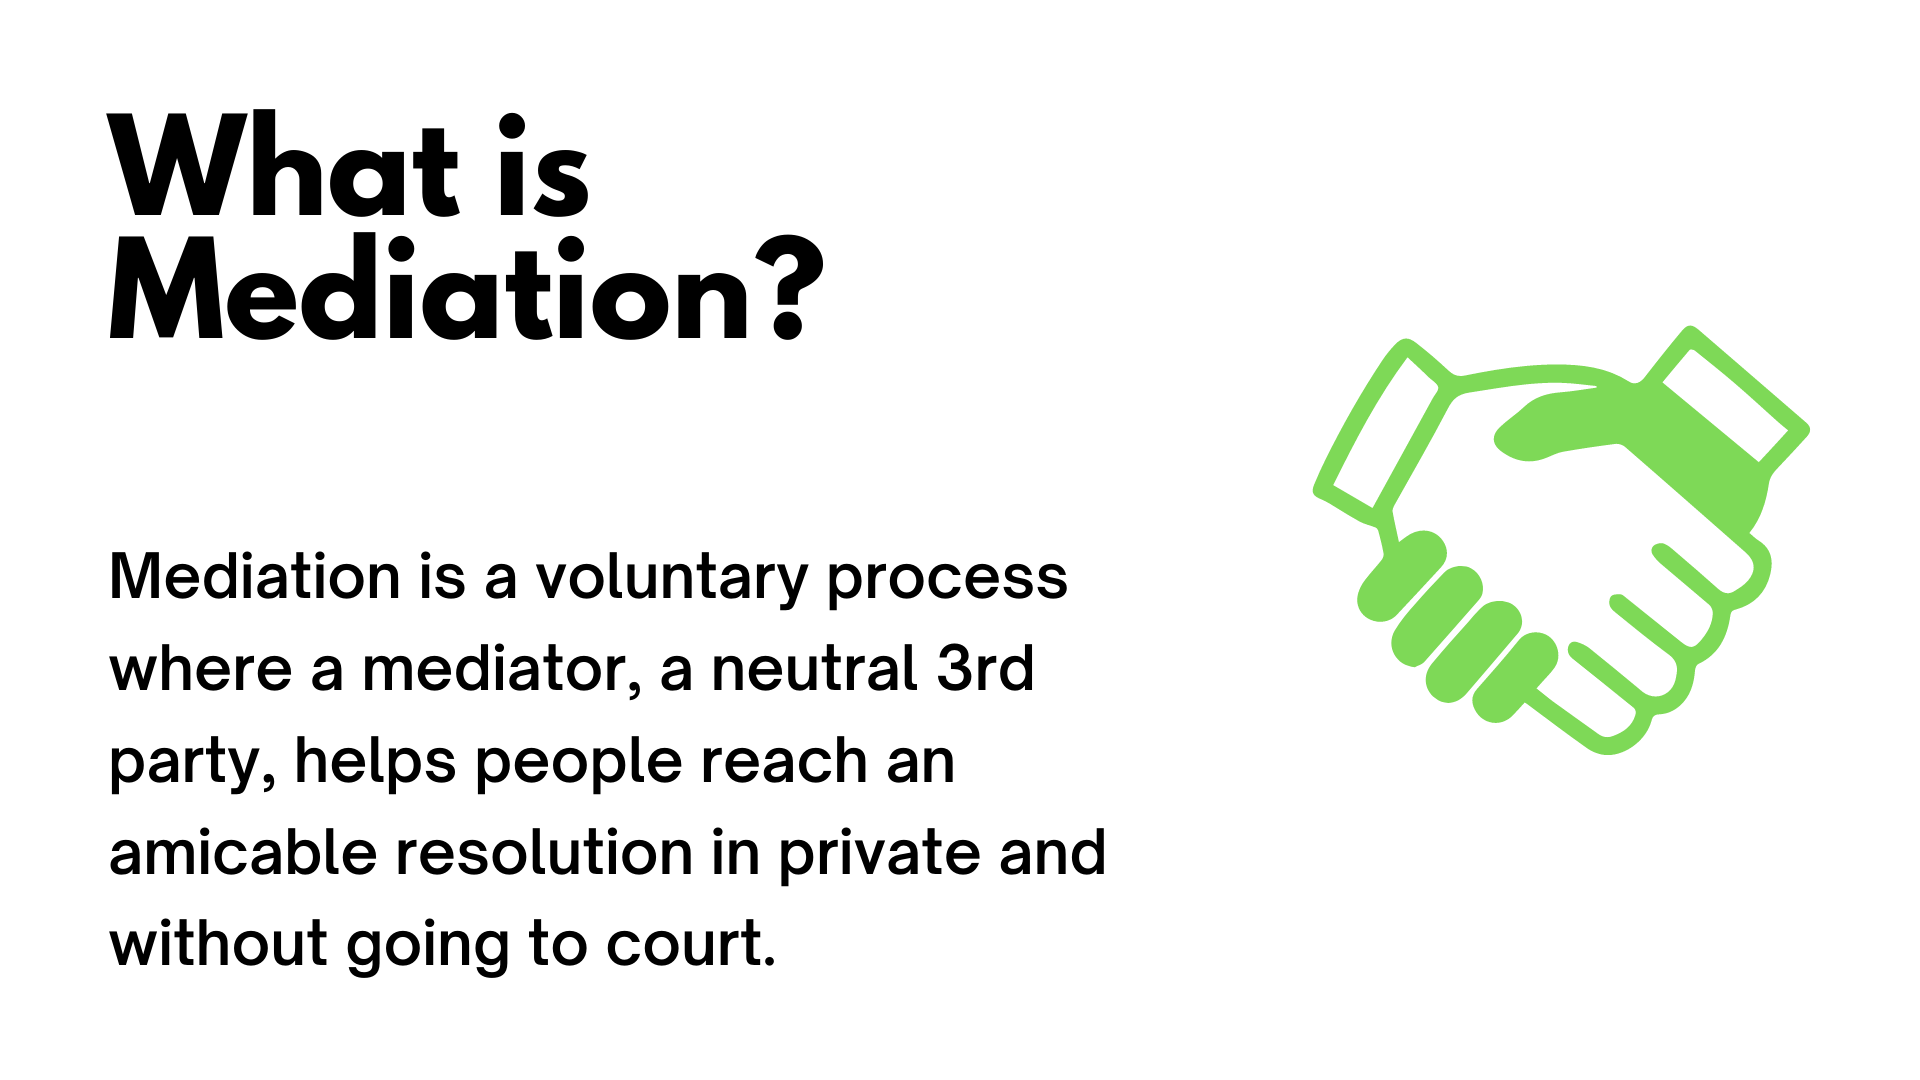 What is
Mediation?
Mediation is a voluntary process
where a mediator, a neutral 3rd
party, helps people reach an
amicable resolution in private and
without going to court.